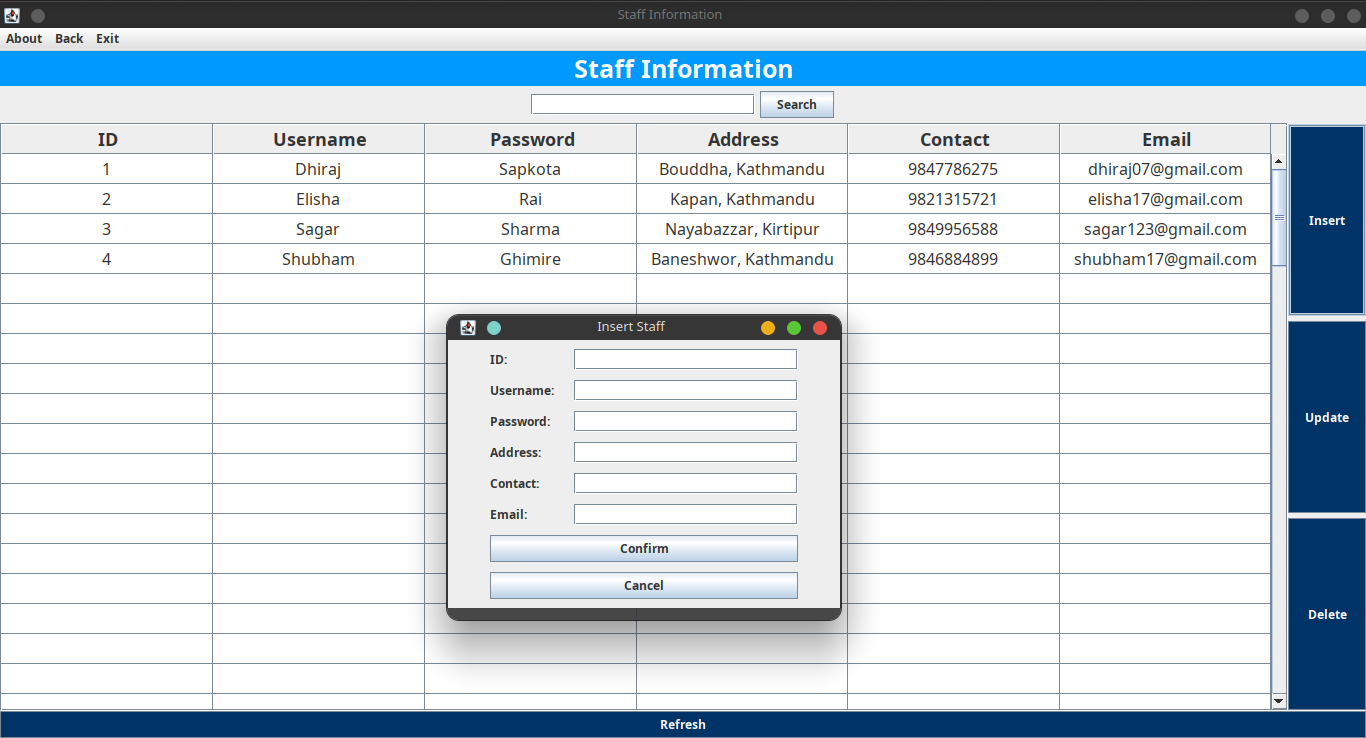 Staff Information
About Back Exit
Staff Information
Search
ID Username Password Address Contact Email
1 Dhiraj Sapkota Bouddha, Kathmandu 9847786275 dhiraj07@gmail.com
2 Elisha Rai Kapan, Kathmandu 9821315721 elisha17@gmail.com
3 Sagar Sharma Nayabazzar, Kirtipur 9849956588 sagar123@gmail.com
4 Shubham Ghimire Baneshwor, Kathmandu 9846884899 shubham17@gmail.com
Insert
Update
Delete
Insert Staff
ID:
Username:
Password:
Address:
Contact:
Email:
Confirm
Cancel
Refresh